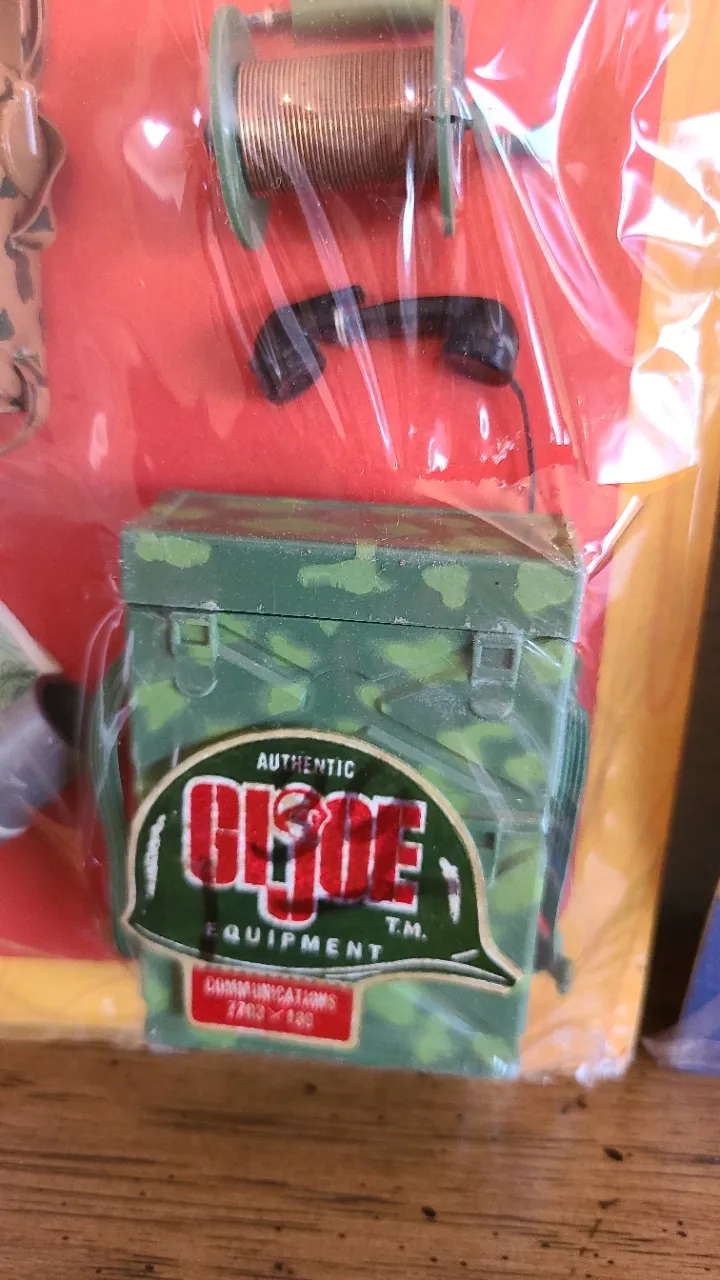 AUTHENTIC
GI JOE
T.M.
EQUIPMENT
COMMUNICATIONS